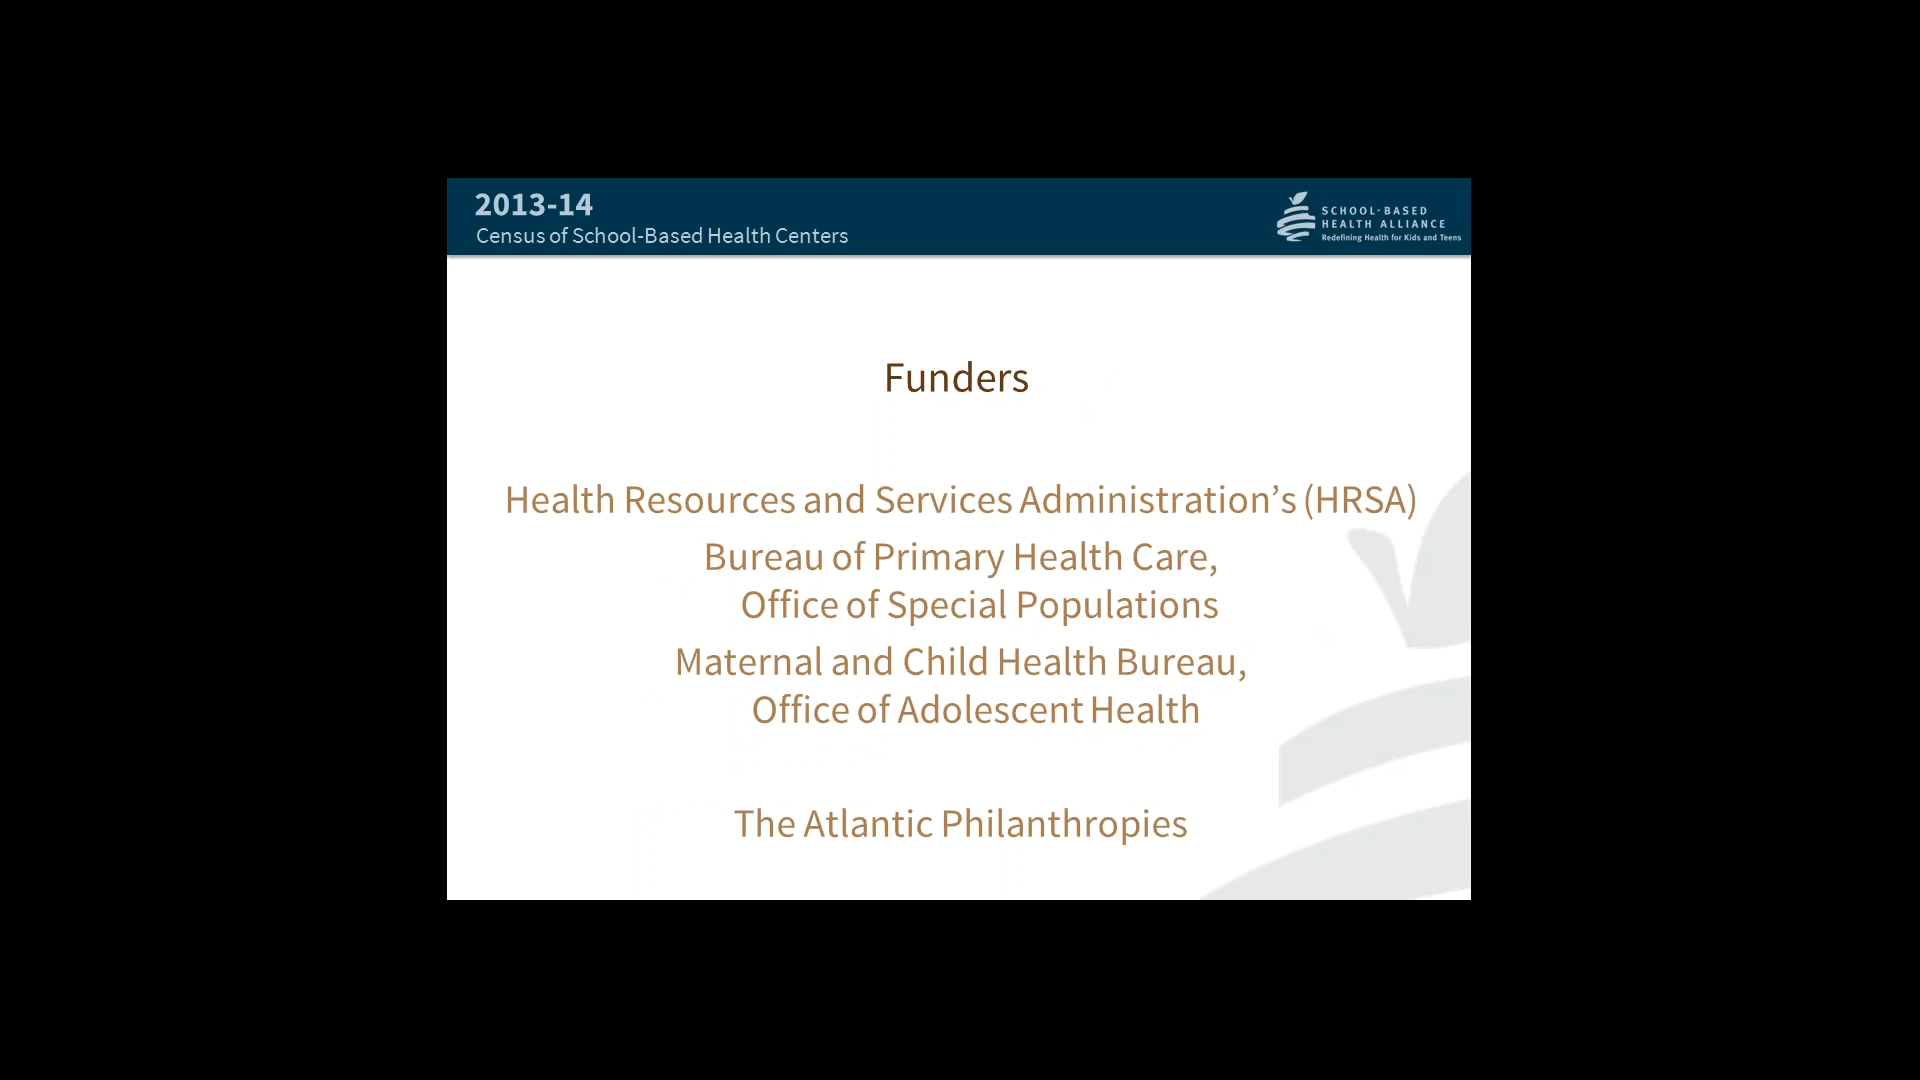 2013-14
Census of School-Based Health Centers
SCHOOL-BASED
HEALTH ALLIANCE
Redefining Health for Kids and Teens
Funders
Health Resources and Services Administration’s (HRSA)
Bureau of Primary Health Care,
Office of Special Populations
Maternal and Child Health Bureau,
Office of Adolescent Health
The Atlantic Philanthropies